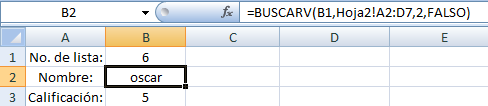 B2 fx =BUSCARV(B1,Hoja2!A2:D7,2,FALSO)
A B C D E
1 No. de lista: 6
2 Nombre: oscar
3 Calificación: 5